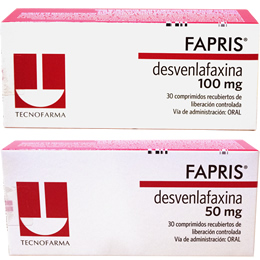 FAPRIS®
desvenlafaxina
100 mg
30 comprimidos recubiertos de
liberación controlada
Vía de administración: ORAL
TECNOFARMA
FAPRIS®
desvenlafaxina
50 mg
30 comprimidos recubiertos de
liberación controlada
Vía de administración: ORAL
TECNOFARMA